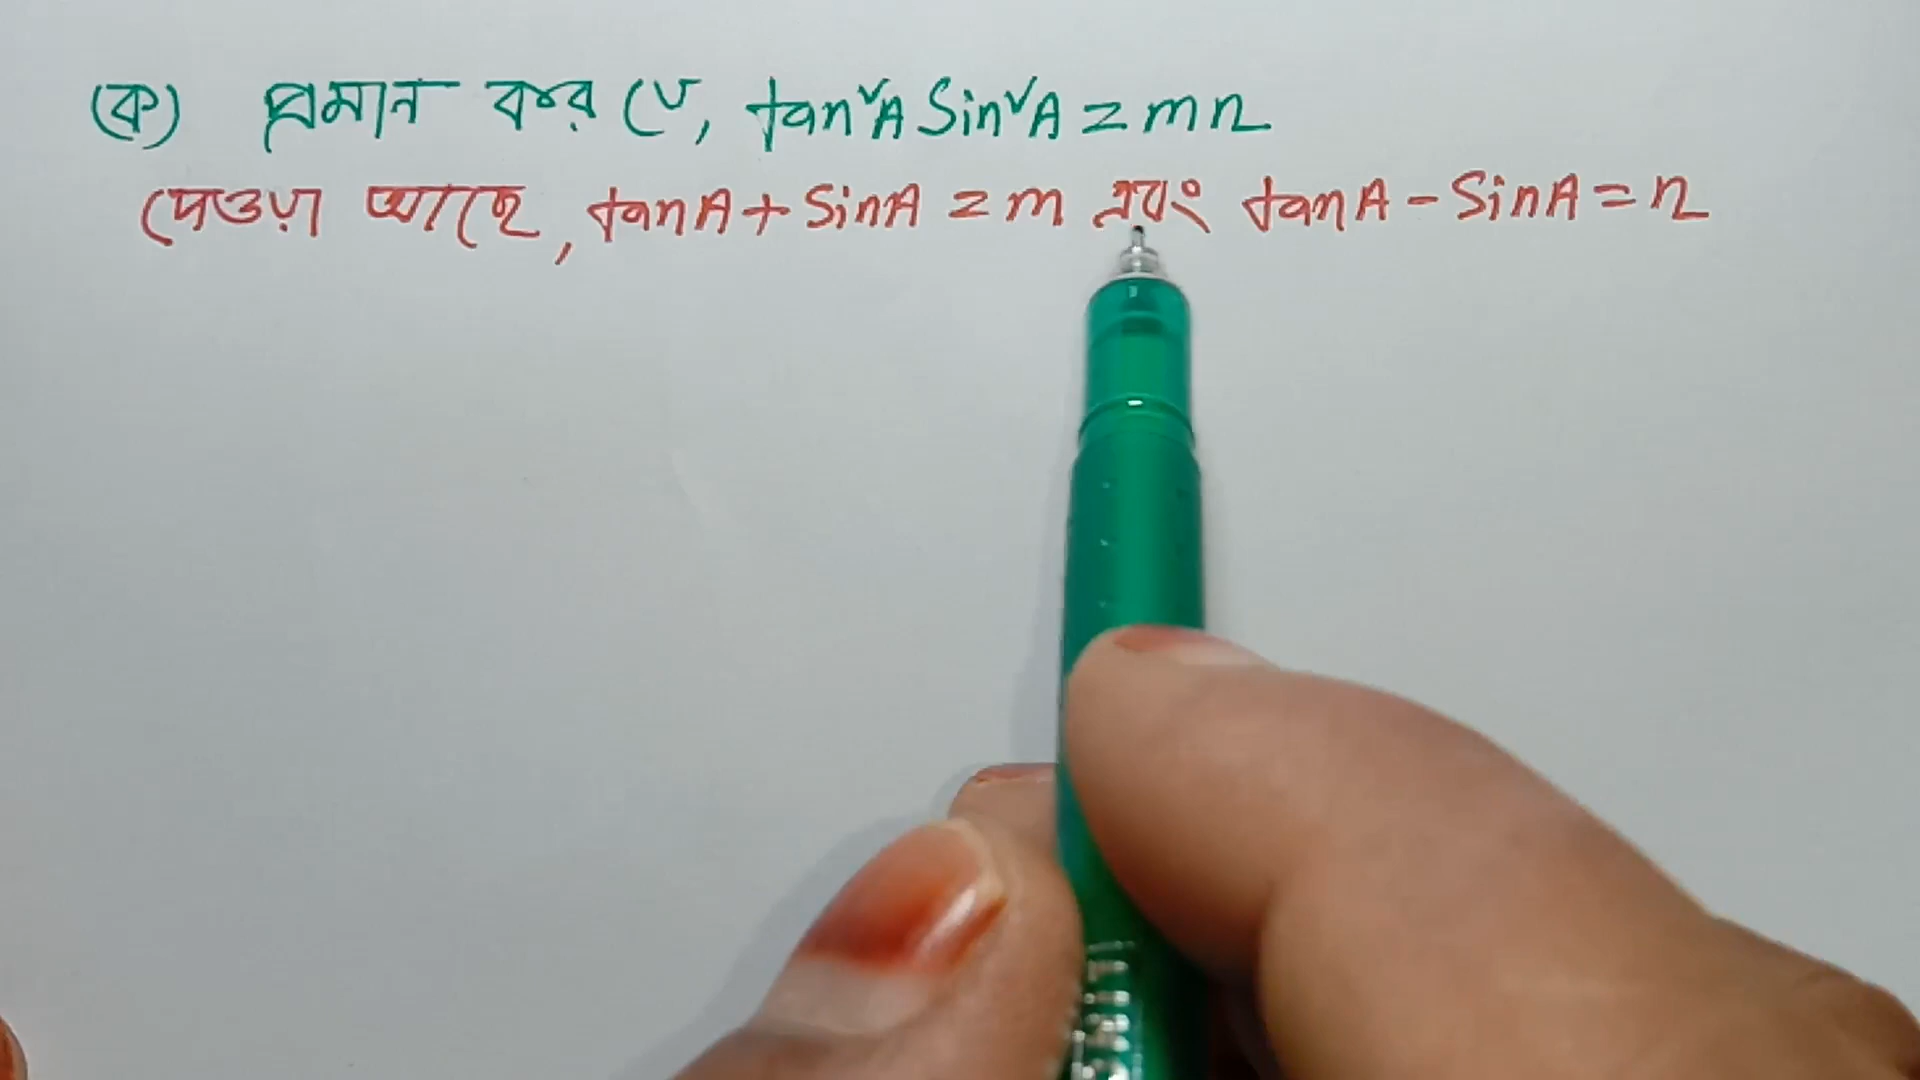 (ক) প্রমান কর যে, tan²A Sin²A = mn
দেওয়া আছে, tanA + SinA = m এবং tanA - SinA = n